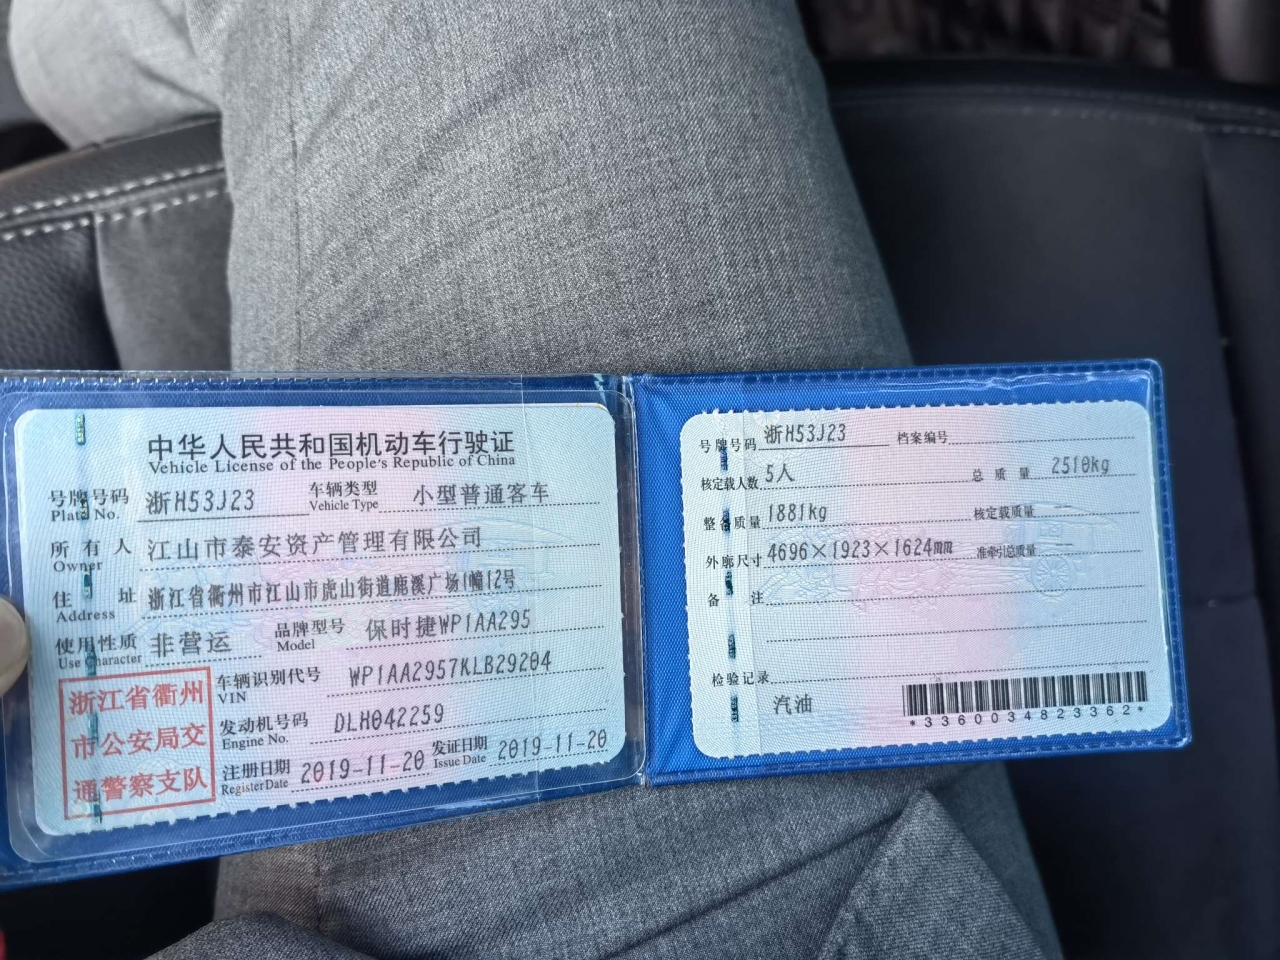 中华人民共和国机动车行驶证
Vehicle License of the People's Republic of China
号牌号码 浙H53J23 车辆类型 小型普通客车
Plate No. Vehicle Type
所有人 江山市泰安资产管理有限公司
Owner
住址 浙江省衢州市江山市虎山街道鹿溪广场1幢12号
Address
使用性质 非营运 品牌型号 保时捷WP1AA295
Use Character Model
浙江省衢州
市公安局交
通警察支队
车辆识别代号 WP1AA2957KLB29204
VIN
发动机号码 DLH042259
Engine No.
注册日期 2019-11-20 发证日期 2019-11-20
Register Date Issue Date
号牌号码 浙H53J23 档案编号
核定载人数 5人 总质量 2510kg
整备质量 1881kg 核定载质量 --
外廓尺寸 4696×1923×1624mm 准牵引总质量 --
备注
检验记录
汽油
*3360034823362*